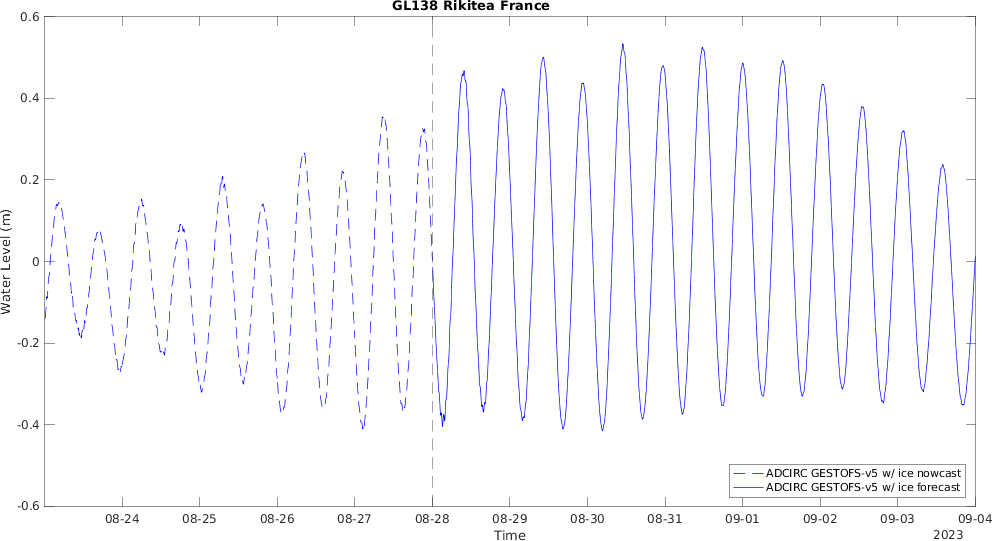 GL138 Rikitea France
0.6
0.4
0.2
0
-0.2
-0.4
-0.6
Water Level (m)
ADCIRC GESTOFS-v5 w/ ice nowcast
ADCIRC GESTOFS-v5 w/ ice forecast
08-24 08-25 08-26 08-27 08-28 08-29 08-30 08-31 09-01 09-02 09-03 09-04
Time
2023